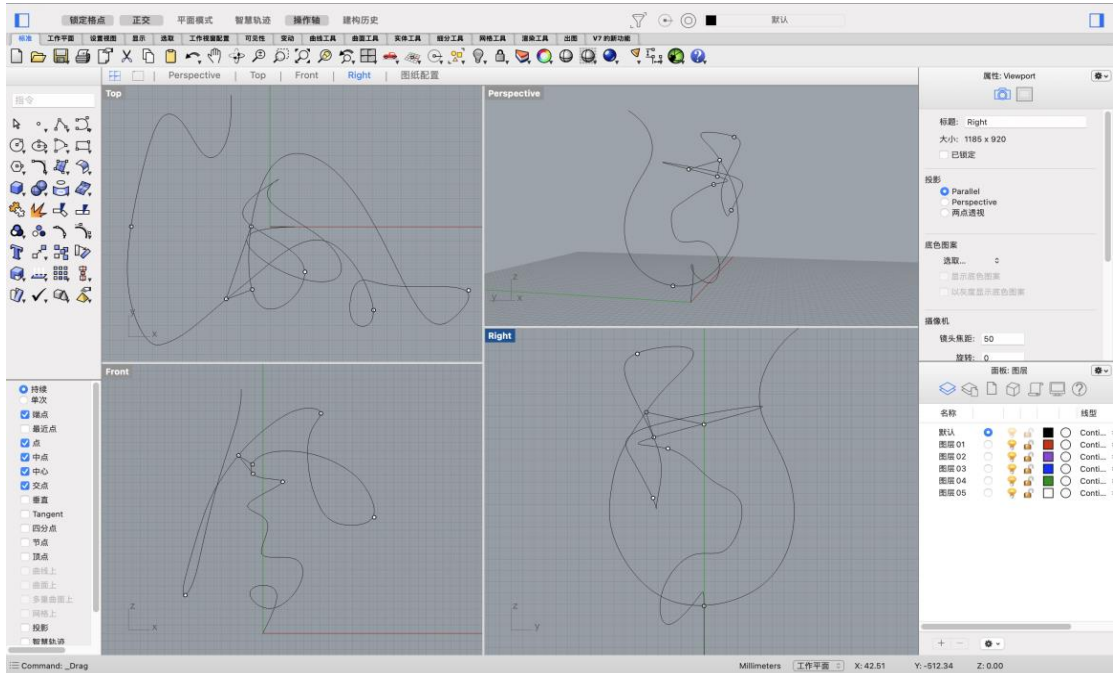 锁定格点 正交 平面模式 智慧轨迹 操作轴 建构历史 默认
标准 工作平面 设置视图 显示 选取 工作视窗配置 可见性 变动 曲线工具 曲面工具 实体工具 细分工具 网格工具 渲染工具 出图 V7 的新功能
Perspective | Top | Front | Right | 图纸配置
指令
Top
Perspective
Right
Front
y
x
z
y x
z
x
z
y
持续
单次
端点
最近点
点
中点
中心
交点
垂直
Tangent
四分点
节点
顶点
曲线上
曲面上
多重曲面上
网格上
投影
智慧轨迹
属性: Viewport
标题: Right
大小: 1185 x 920
已锁定
投影
Parallel
Perspective
两点透视
底色图案
选取...
显示底色图案
以灰度显示底色图案
摄像机
镜头焦距: 50
旋转: 0
面板: 图层
名称 线型
默认 Conti...
图层 01 Conti...
图层 02 Conti...
图层 03 Conti...
图层 04 Conti...
图层 05 Conti...
Command: _Drag Millimeters 工作平面 X: 42.51 Y: -512.34 Z: 0.00